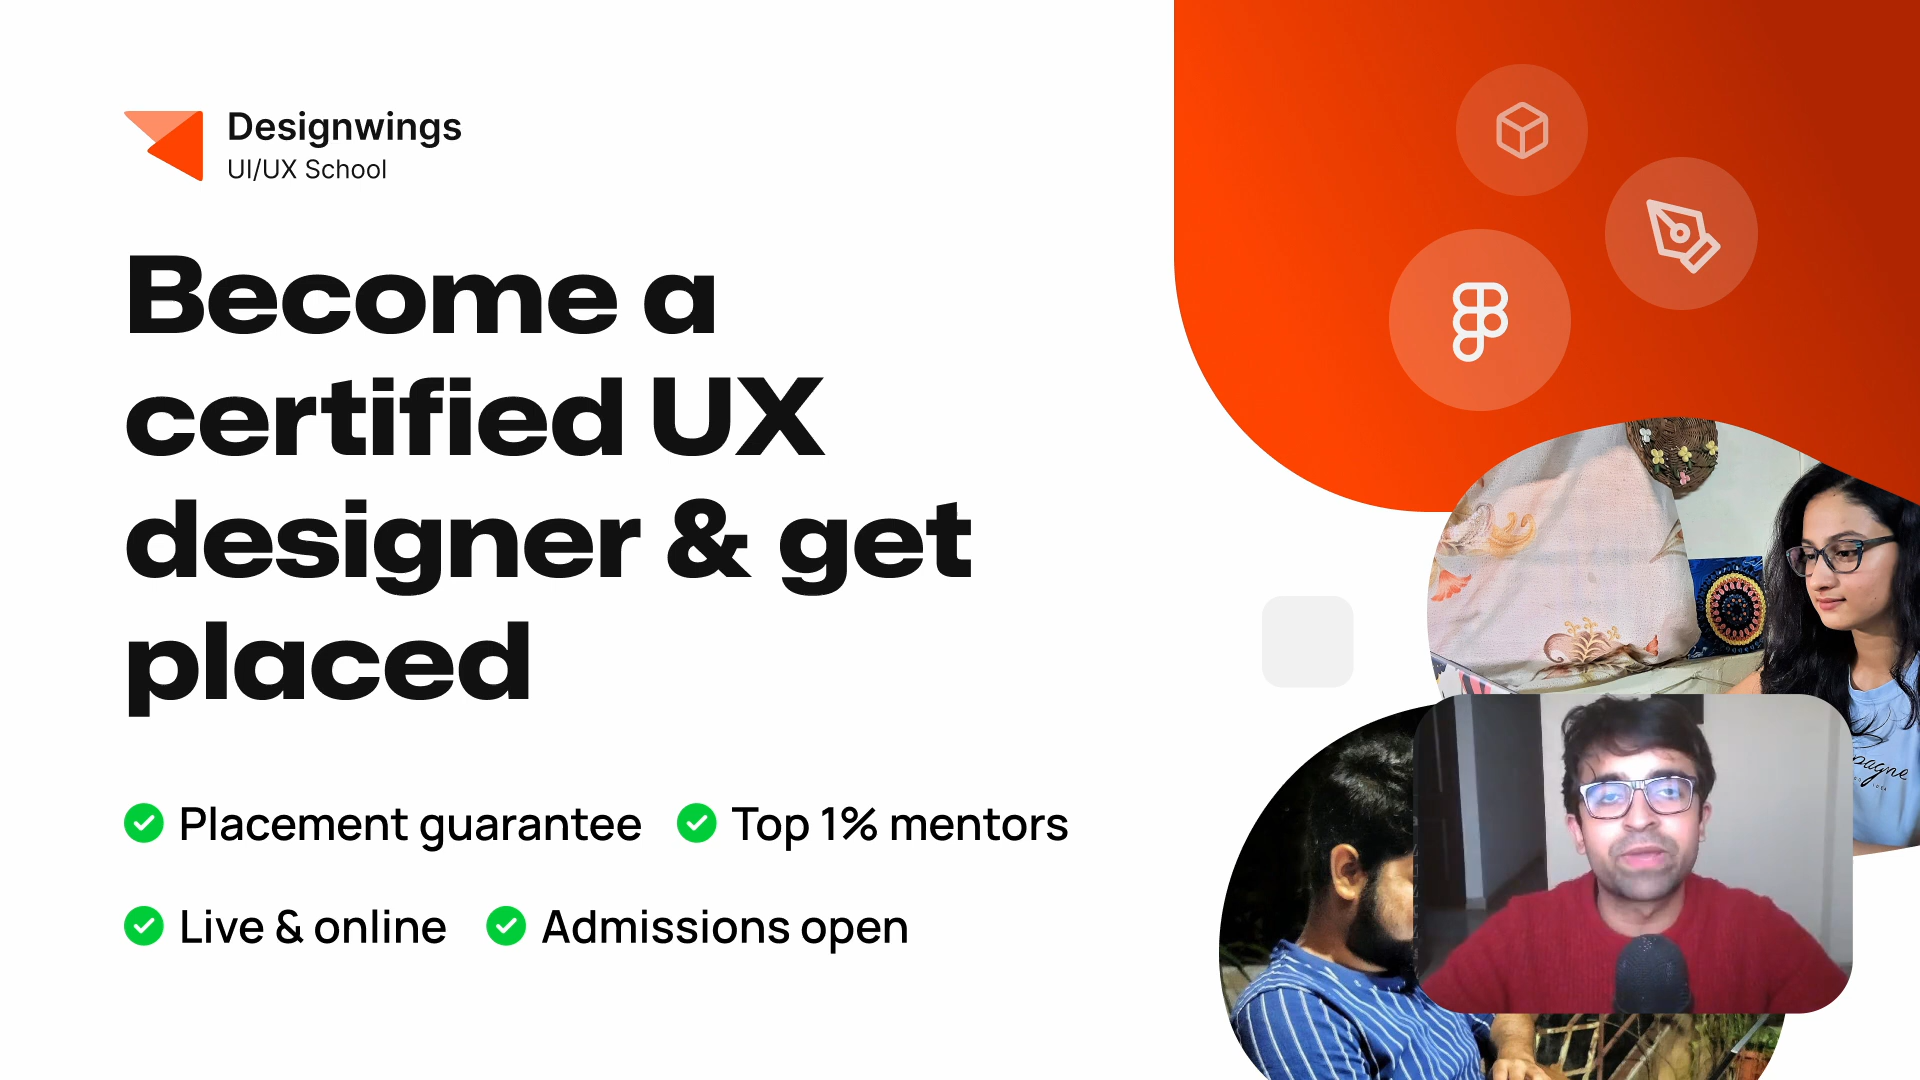 Designwings
UI/UX School
Become a
certified UX
designer & get
placed
Placement guarantee
Top 1% mentors
Live & online
Admissions open